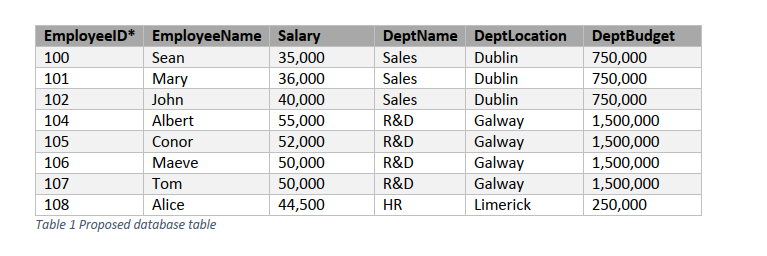 EmployeeID* EmployeeName Salary DeptName DeptLocation DeptBudget
100 Sean 35,000 Sales Dublin 750,000
101 Mary 36,000 Sales Dublin 750,000
102 John 40,000 Sales Dublin 750,000
104 Albert 55,000 R&D Galway 1,500,000
105 Conor 52,000 R&D Galway 1,500,000
106 Maeve 50,000 R&D Galway 1,500,000
107 Tom 50,000 R&D Galway 1,500,000
108 Alice 44,500 HR Limerick 250,000
Table 1 Proposed database table